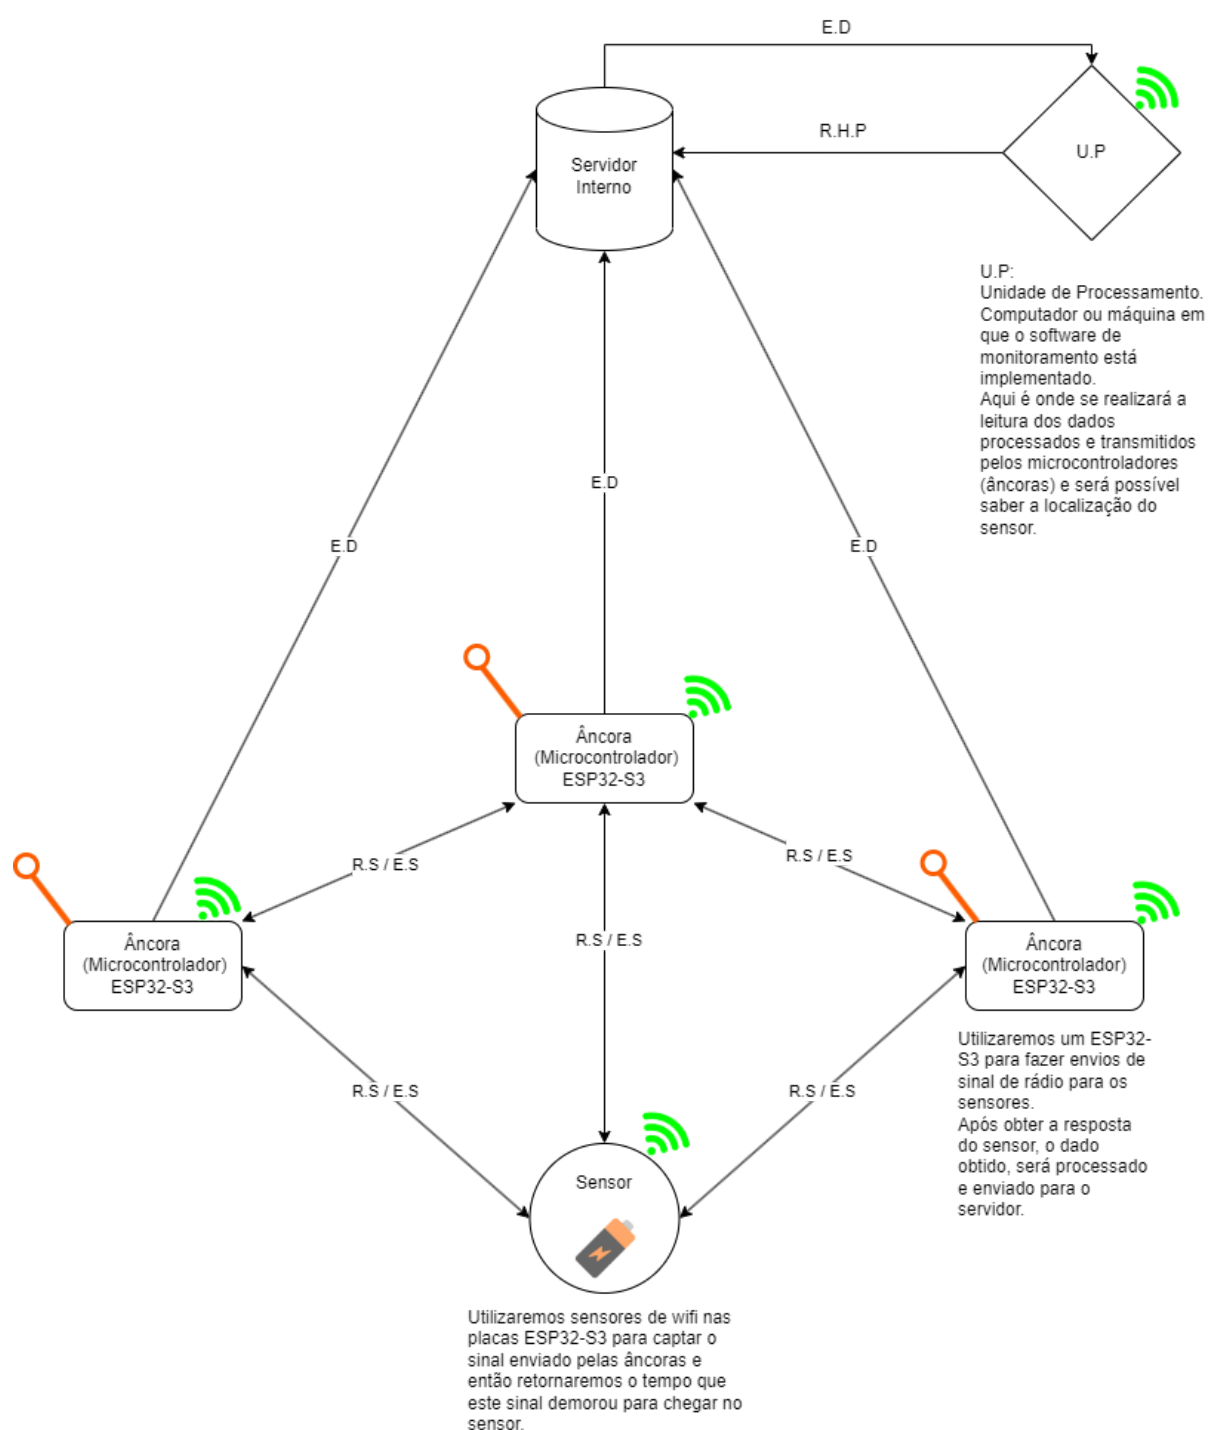 E.D
R.H.P
Servidor
Interno
U.P
U.P:
Unidade de Processamento.
Computador ou máquina em
que o software de
monitoramento está
implementado.
Aqui é onde se realizará a
leitura dos dados
processados e transmitidos
pelos microcontroladores
(âncoras) e será possível
saber a localização do
sensor.
E.D
E.D
E.D
Âncora
(Microcontrolador)
ESP32-S3
R.S / E.S
R.S / E.S
R.S / E.S
Âncora
(Microcontrolador)
ESP32-S3
Âncora
(Microcontrolador)
ESP32-S3
Utilizaremos um ESP32-
S3 para fazer envios de
sinal de rádio para os
sensores.
Após obter a resposta
do sensor, o dado
obtido, será processado
e enviado para o
servidor.
R.S / E.S
R.S / E.S
Sensor
Utilizaremos sensores de wifi nas
placas ESP32-S3 para captar o
sinal enviado pelas âncoras e
então retornaremos o tempo que
este sinal demorou para chegar no
sensor.